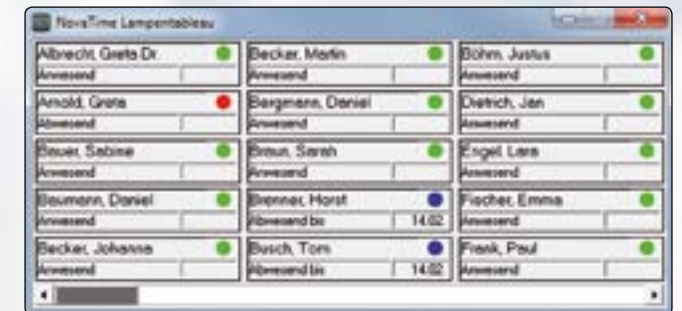 NovaTime Lampentableau
Albrecht, Greta Dr.
Anwesend
Becker, Martin
Anwesend
Böhm, Justus
Anwesend
Arnold, Greta
Abwesend
Bergmann, Daniel
Anwesend
Dietrich, Jan
Anwesend
Bauer, Sabine
Anwesend
Braun, Sarah
Anwesend
Engel, Lara
Anwesend
Baumann, Daniel
Anwesend
Brenner, Horst
Abwesend bis 14.02
Fischer, Emma
Anwesend
Becker, Johanna
Anwesend
Busch, Tom
Abwesend bis 14.02
Frank, Paul
Anwesend